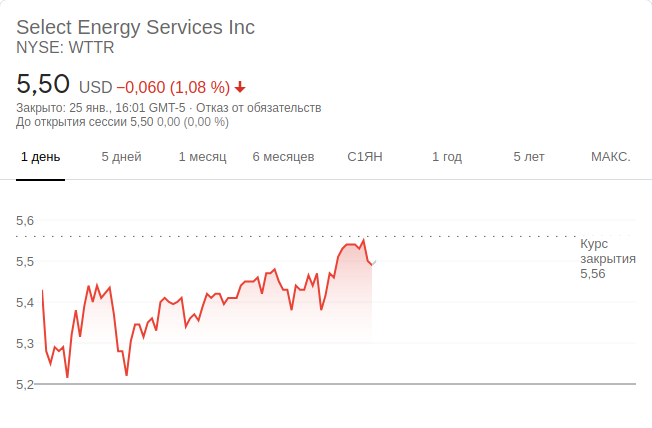 Select Energy Services Inc
NYSE: WTTR
5,50 USD −0,060 (1,08 %)
Закрыто: 25 янв., 16:01 GMT-5 · Отказ от обязательств
До открытия сессии 5,50 0,00 (0,00 %)
1 день 5 дней 1 месяц 6 месяцев С1ЯН 1 год 5 лет МАКС.
5,6
Курс
закрытия
5,56
5,5
5,4
5,3
5,2